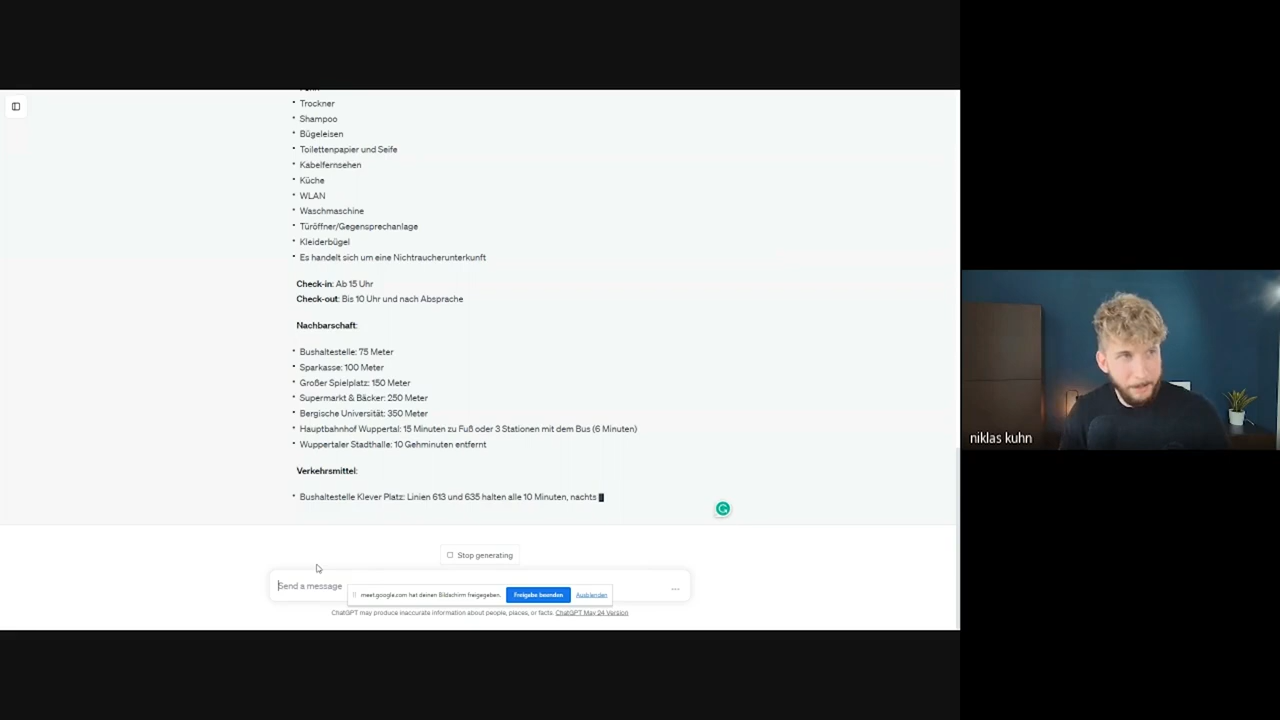 • Trockner
• Shampoo
• Bügeleisen
• Toilettenpapier und Seife
• Kabelfernsehen
• Küche
• WLAN
• Waschmaschine
• Türöffner/Gegensprechanlage
• Kleiderbügel
• Es handelt sich um eine Nichtraucherunterkunft
Check-in: Ab 15 Uhr
Check-out: Bis 10 Uhr und nach Absprache
Nachbarschaft:
• Bushaltestelle: 75 Meter
• Sparkasse: 100 Meter
• Großer Spielplatz: 150 Meter
• Supermarkt & Bäcker: 250 Meter
• Bergische Universität: 350 Meter
• Hauptbahnhof Wuppertal: 15 Minuten zu Fuß oder 3 Stationen mit dem Bus (6 Minuten)
• Wuppertaler Stadthalle: 10 Gehminuten entfernt
Verkehrsmittel:
• Bushaltestelle Klever Platz: Linien 613 und 635 halten alle 10 Minuten, nachts
Stop generating
Send a message
meet.google.com hat deinen Bildschirm freigegeben.
Freigabe beenden
Ausblenden
ChatGPT may produce inaccurate information about people, places, or facts. ChatGPT May 24 Version
niklas kuhn